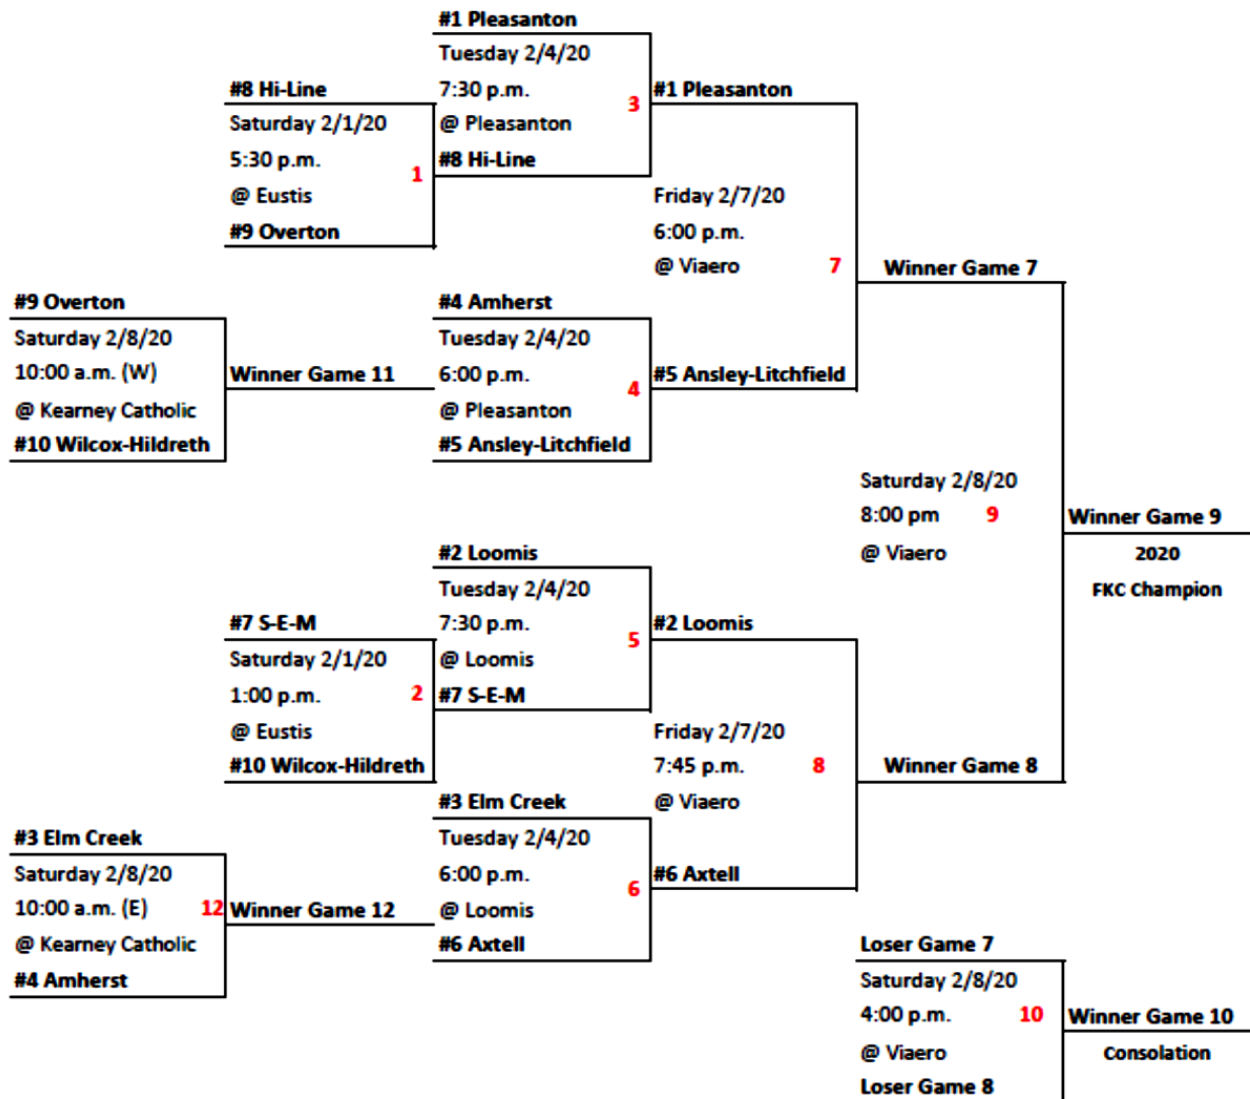 #1 Pleasanton
Tuesday 2/4/20
7:30 p.m.
3
@ Pleasanton
#8 Hi-Line
#8 Hi-Line
Saturday 2/1/20
5:30 p.m.
1
@ Eustis
#9 Overton
#1 Pleasanton
Friday 2/7/20
6:00 p.m.
@ Viaero
7
#5 Ansley-Litchfield
Winner Game 7
#9 Overton
Saturday 2/8/20
10:00 a.m. (W)
@ Kearney Catholic
#10 Wilcox-Hildreth
Winner Game 11
#4 Amherst
Tuesday 2/4/20
6:00 p.m.
4
@ Pleasanton
#5 Ansley-Litchfield
Saturday 2/8/20
8:00 pm
9
@ Viaero
Winner Game 9
2020
FKC Champion
#2 Loomis
Tuesday 2/4/20
7:30 p.m.
5
@ Loomis
#7 S-E-M
#7 S-E-M
Saturday 2/1/20
1:00 p.m.
2
@ Eustis
#10 Wilcox-Hildreth
#2 Loomis
Friday 2/7/20
7:45 p.m.
8
@ Viaero
#6 Axtell
Winner Game 8
#3 Elm Creek
Tuesday 2/4/20
6:00 p.m.
6
@ Loomis
#6 Axtell
#3 Elm Creek
Saturday 2/8/20
10:00 a.m. (E)
12
@ Kearney Catholic
#4 Amherst
Winner Game 12
Loser Game 7
Saturday 2/8/20
4:00 p.m.
10
@ Viaero
Loser Game 8
Winner Game 10
Consolation